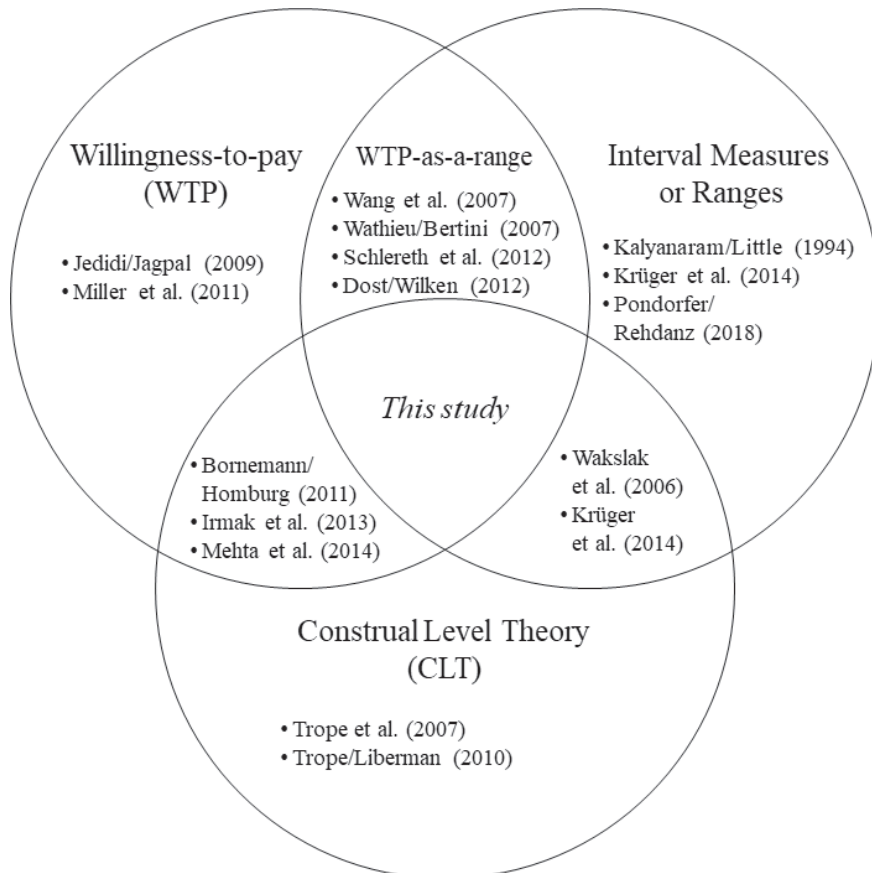 Willingness-to-pay
(WTP)
• Jedidi/Jagpal (2009)
• Miller et al. (2011)
WTP-as-a-range
• Wang et al. (2007)
• Wathieu/Bertini (2007)
• Schlereth et al. (2012)
• Dost/Wilken (2012)
Interval Measures
or Ranges
• Kalyanaram/Little (1994)
• Krüger et al. (2014)
• Pondorfer/
Rehdanz (2018)
This study
• Bornemann/
Homburg (2011)
• Irmak et al. (2013)
• Mehta et al. (2014)
• Wakslak
et al. (2006)
• Krüger
et al. (2014)
Construal Level Theory
(CLT)
• Trope et al. (2007)
• Trope/Liberman (2010)